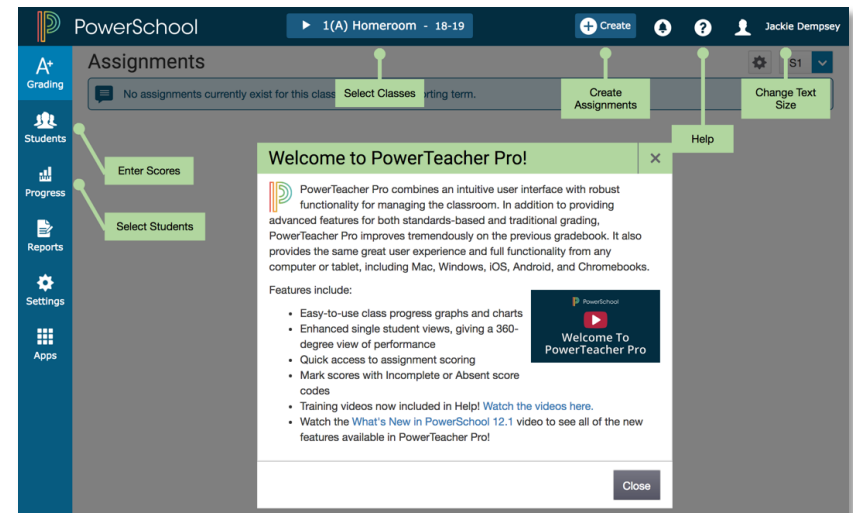 PowerSchool
1(A) Homeroom - 18-19
Create
Jackie Dempsey
A+
Grading
Students
Progress
Reports
Settings
Apps
Assignments
S1
No assignments currently exist for this clas
rting term.
Select Classes
Create
Assignments
Change Text
Size
Help
Enter Scores
Select Students
Welcome to PowerTeacher Pro!
PowerTeacher Pro combines an intuitive user interface with robust
functionality for managing the classroom. In addition to providing
advanced features for both standards-based and traditional grading,
PowerTeacher Pro improves tremendously on the previous gradebook. It also
provides the same great user experience and full functionality from any
computer or tablet, including Mac, Windows, iOS, Android, and Chromebooks.
Features include:
• Easy-to-use class progress graphs and charts
• Enhanced single student views, giving a 360-
degree view of performance
• Quick access to assignment scoring
• Mark scores with Incomplete or Absent score
codes
• Training videos now included in Help! Watch the videos here.
• Watch the What's New in PowerSchool 12.1 video to see all of the new
features available in PowerTeacher Pro!
PowerSchool
Welcome To
PowerTeacher Pro
Close